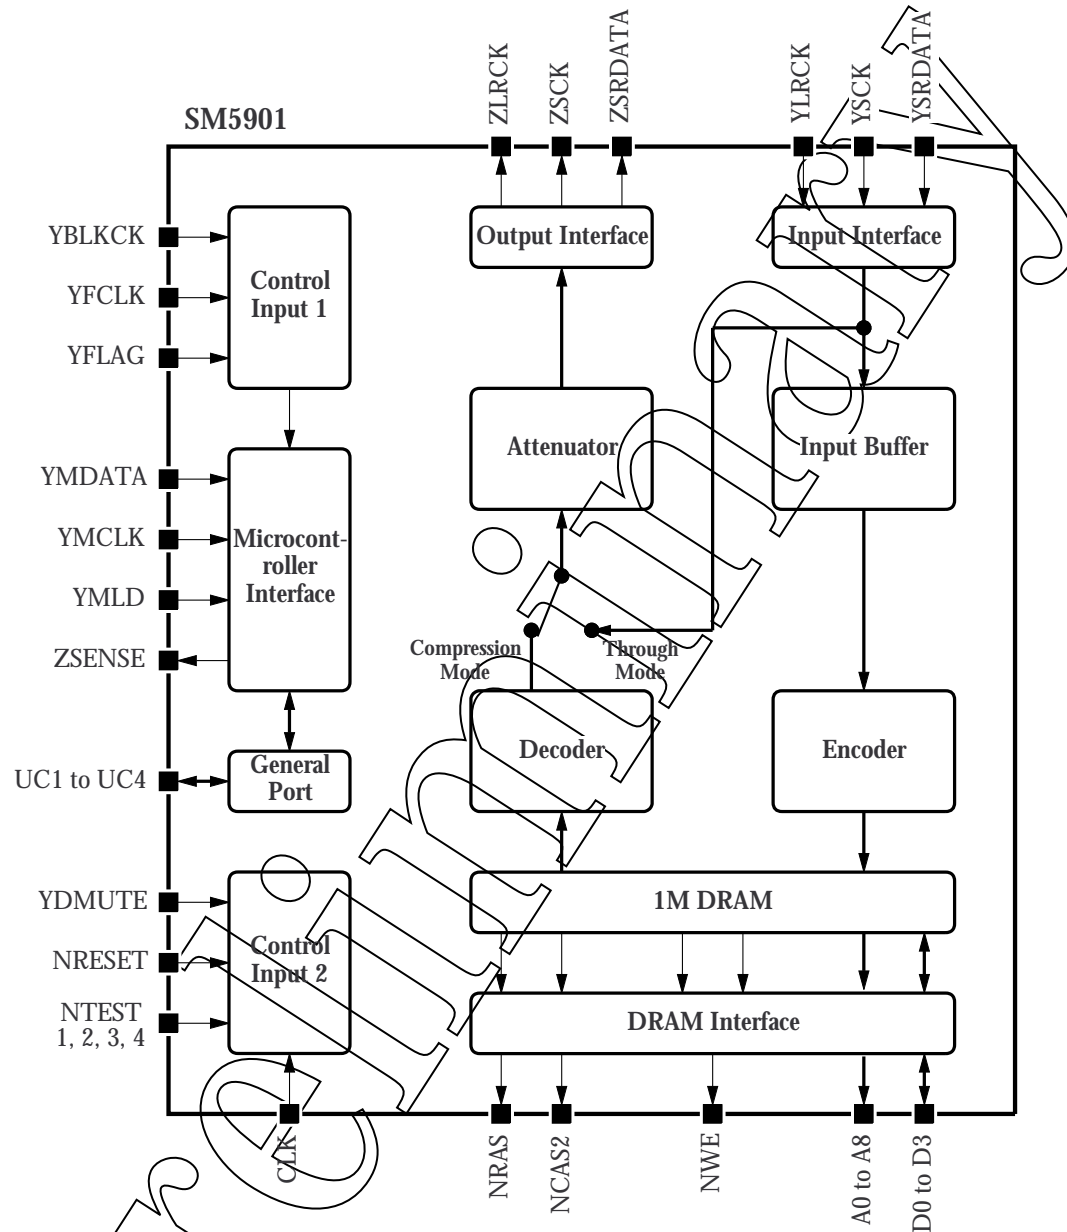 ZLRCK
ZSCK
ZSRDATA
YLRCK
YSCK
YSRDATA
SM5901
YBLKCK
YFCLK
YFLAG
Control
Input 1
Output Interface
Input Interface
Attenuator
Input Buffer
YMDATA
YMCLK
YMLD
ZSENSE
Microcont-
roller
Interface
Compression
Mode
Through
Mode
UC1 to UC4
General
Port
Decoder
Encoder
YDMUTE
NRESET
NTEST
1, 2, 3, 4
Control
Input 2
1M DRAM
DRAM Interface
CLK
NRAS
NCAS2
NWE
A0 to A8
D0 to D3
preliminary